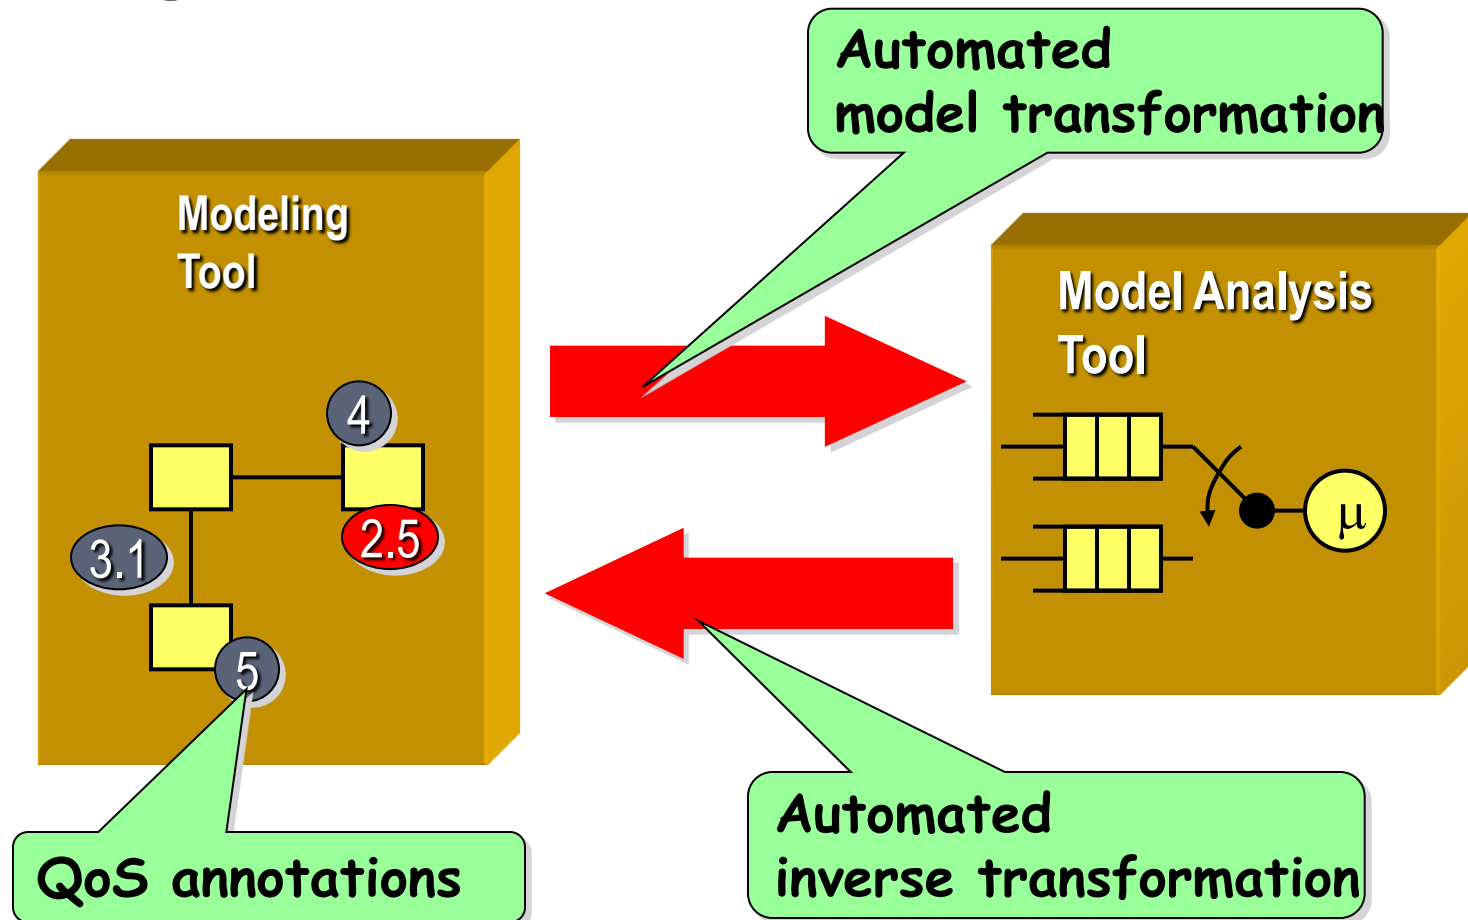 Automated
model transformation
Modeling
Tool
Model Analysis
Tool
4
2.5
3.1
5
μ
Automated
inverse transformation
QoS annotations